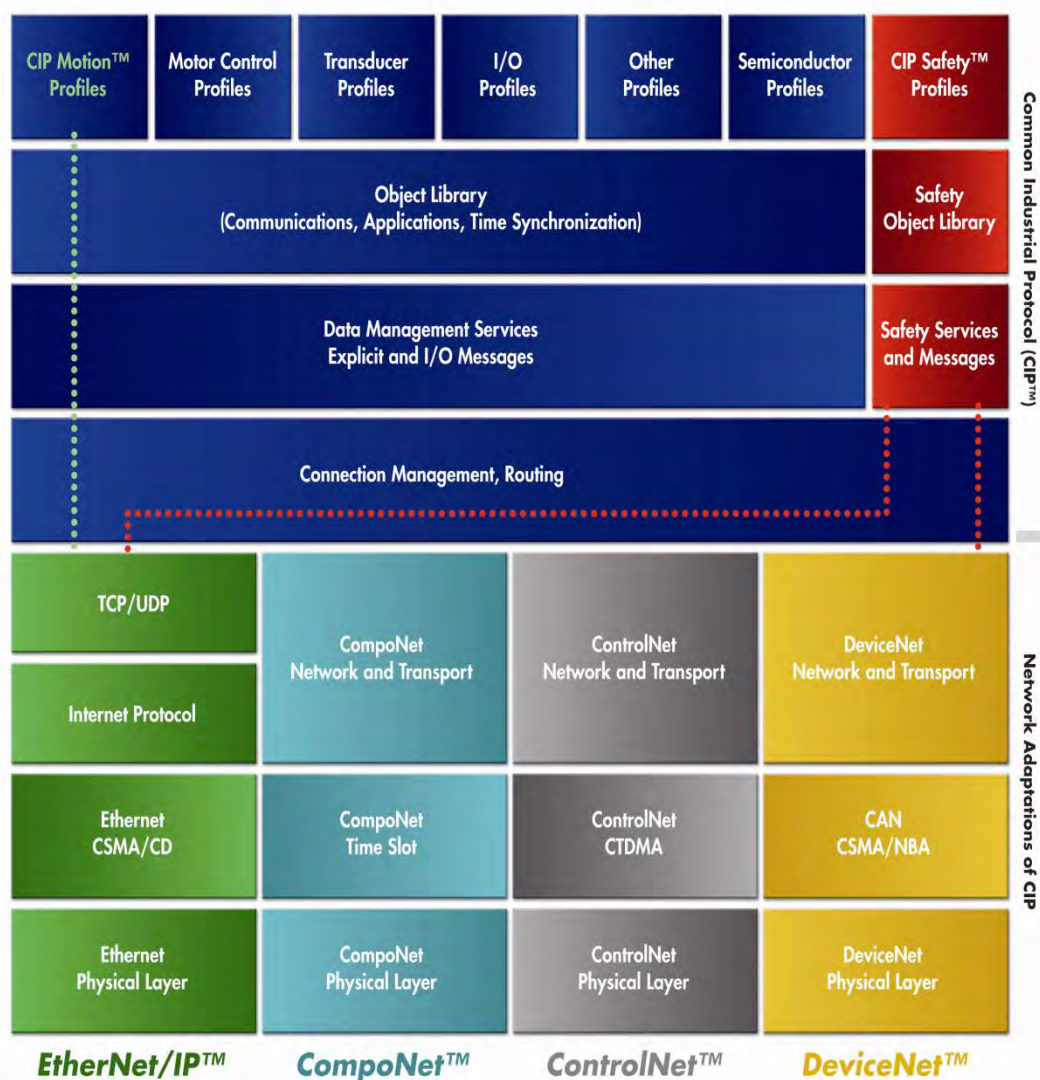 CIP Motion™
Profiles
Motor Control
Profiles
Transducer
Profiles
I/O
Profiles
Other
Profiles
Semiconductor
Profiles
CIP Safety™
Profiles
Object Library
(Communications, Applications, Time Synchronization)
Safety
Object Library
Data Management Services
Explicit and I/O Messages
Safety Services
and Messages
Connection Management, Routing
Common Industrial Protocol (CIP™)
TCP/UDP
Internet Protocol
CompoNet
Network and Transport
ControlNet
Network and Transport
DeviceNet
Network and Transport
Ethernet
CSMA/CD
CompoNet
Time Slot
ControlNet
CTDMA
CAN
CSMA/NBA
Ethernet
Physical Layer
CompoNet
Physical Layer
ControlNet
Physical Layer
DeviceNet
Physical Layer
Network Adaptations of CIP
EtherNet/IP™
CompoNet™
ControlNet™
DeviceNet™